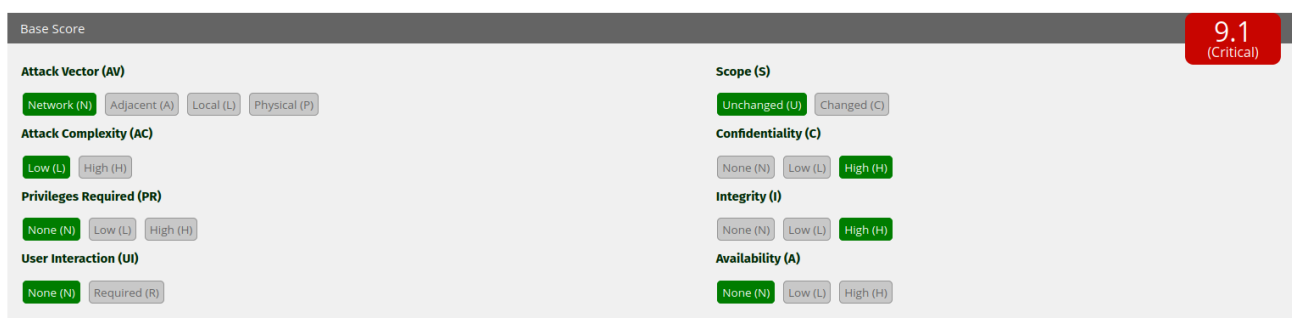 Base Score
9.1
(Critical)
Attack Vector (AV)
Network (N) Adjacent (A) Local (L) Physical (P)
Attack Complexity (AC)
Low (L) High (H)
Privileges Required (PR)
None (N) Low (L) High (H)
User Interaction (UI)
None (N) Required (R)
Scope (S)
Unchanged (U) Changed (C)
Confidentiality (C)
None (N) Low (L) High (H)
Integrity (I)
None (N) Low (L) High (H)
Availability (A)
None (N) Low (L) High (H)